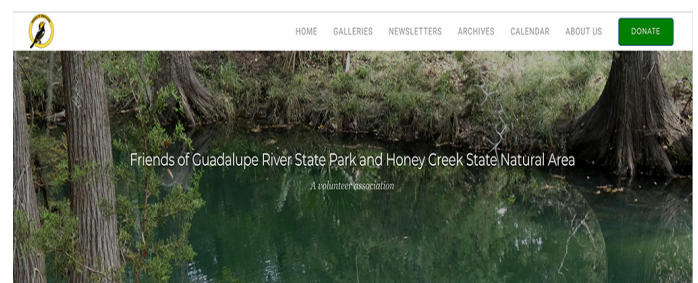 HOME GALLERIES NEWSLETTERS ARCHIVES CALENDAR ABOUT US DONATE
Friends of Guadalupe River State Park and Honey Creek State Natural Area
A volunteer association